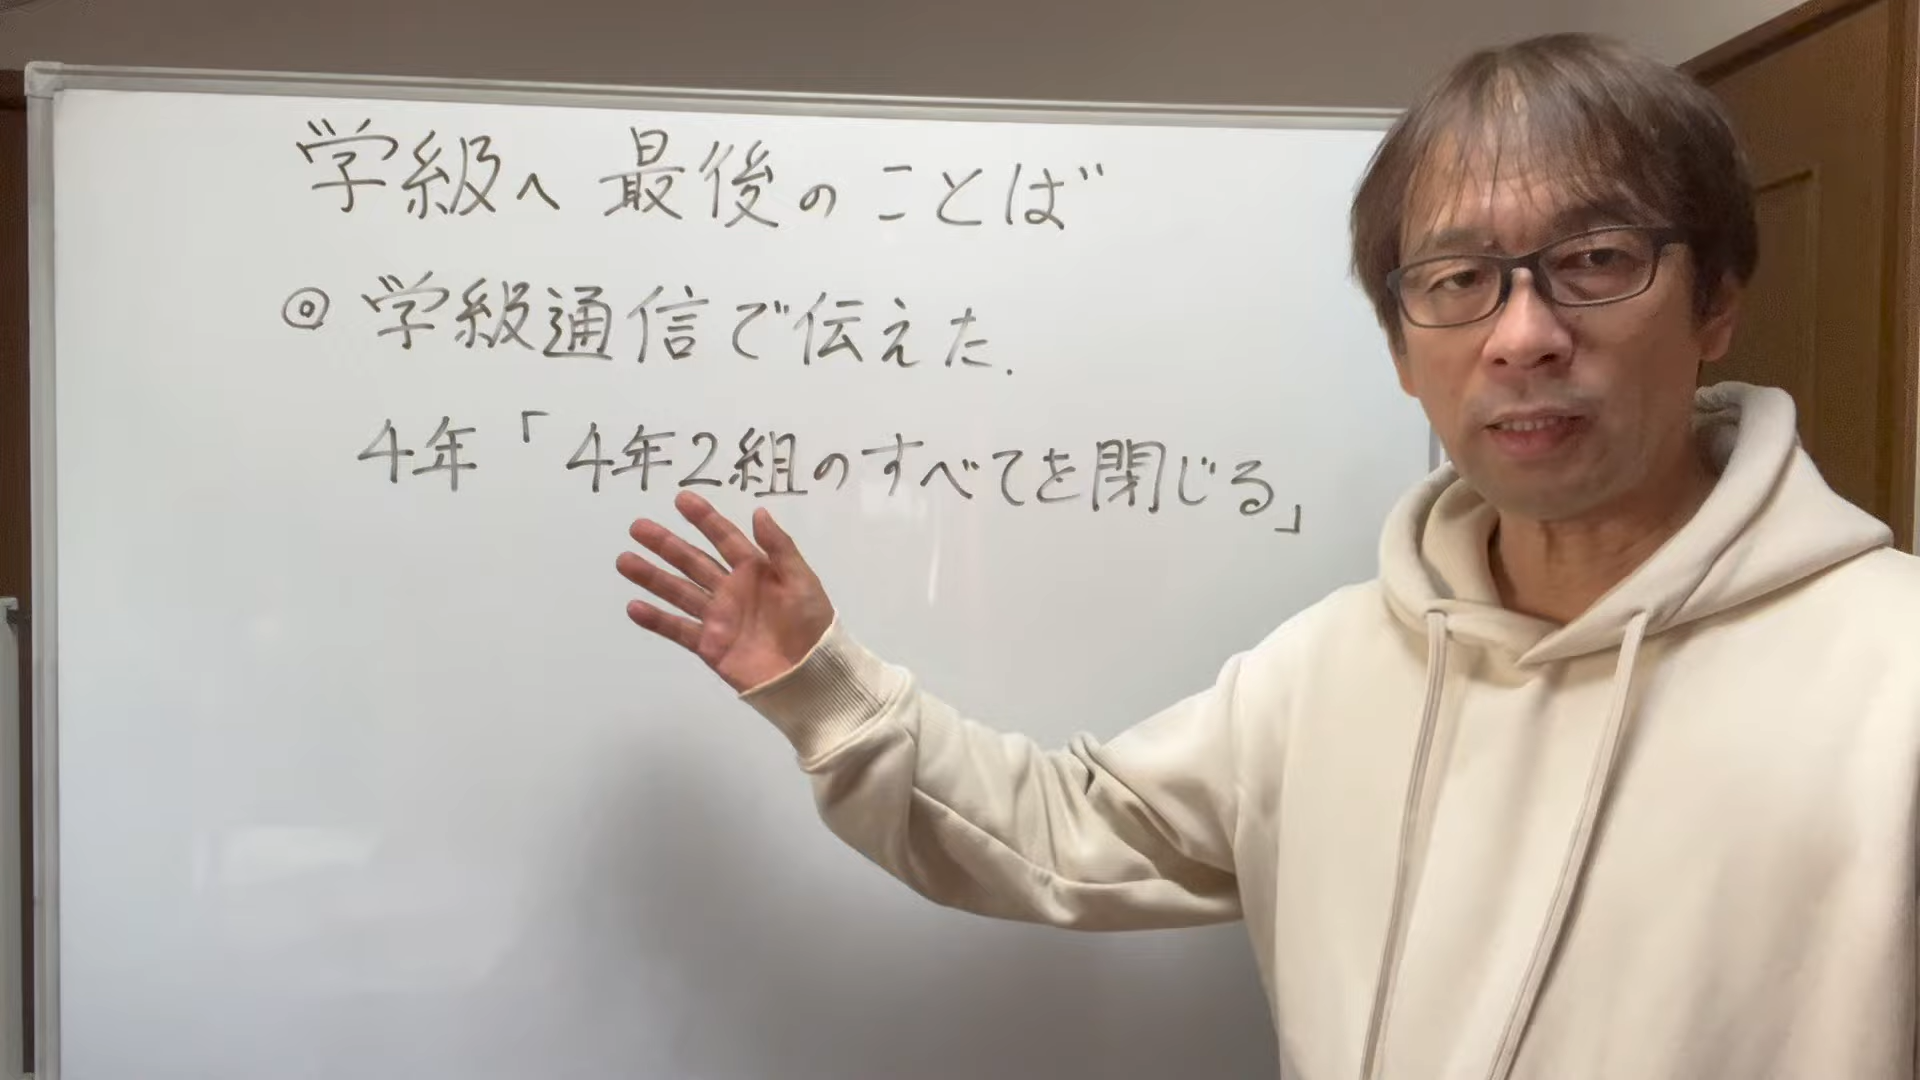 学級へ 最後のことば
◎ 学級通信で伝えた.
4年「4年2組のすべてを閉じる」